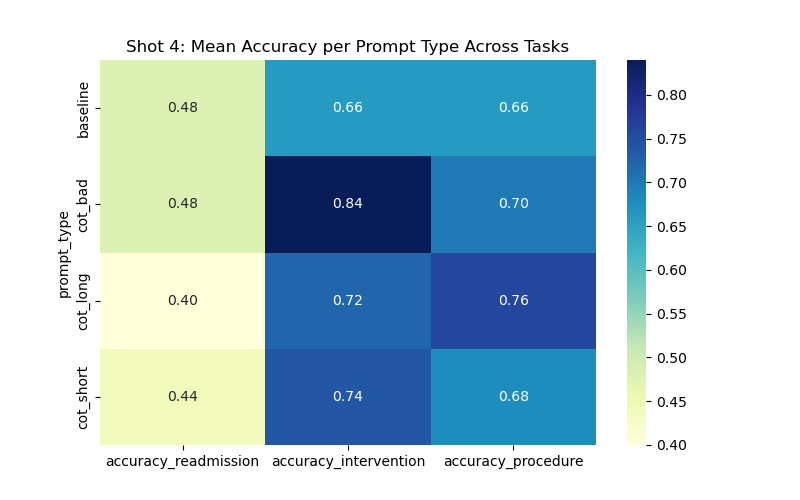 Shot 4: Mean Accuracy per Prompt Type Across Tasks
prompt_type
baseline
0.48 0.66 0.66
cot_bad
0.48 0.84 0.70
cot_long
0.40 0.72 0.76
cot_short
0.44 0.74 0.68
accuracy_readmission accuracy_intervention accuracy_procedure
0.80
0.75
0.70
0.65
0.60
0.55
0.50
0.45
0.40